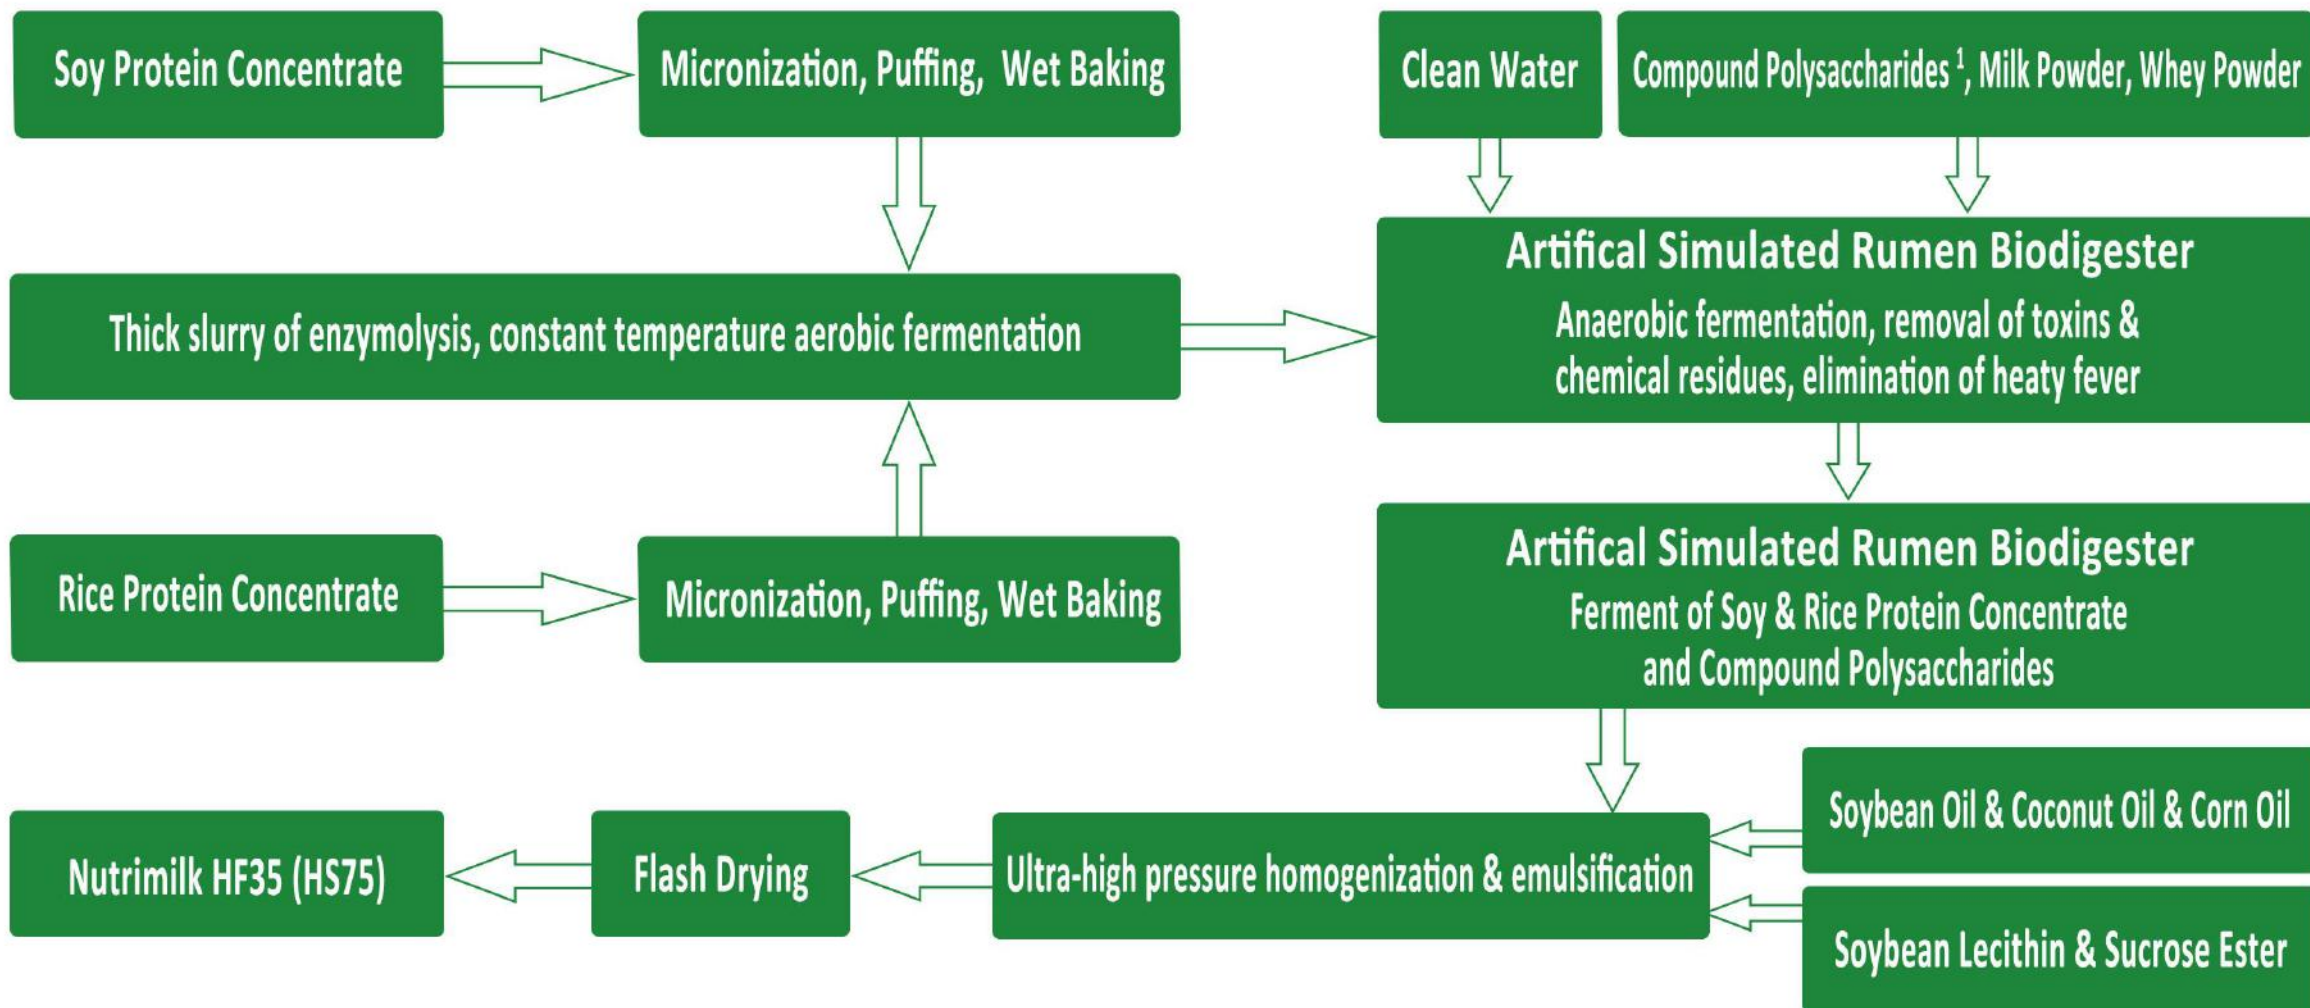 Soy Protein Concentrate
Micronization, Puffing, Wet Baking
Clean Water
Compound Polysaccharides ¹, Milk Powder, Whey Powder
Thick slurry of enzymolysis, constant temperature aerobic fermentation
Artifical Simulated Rumen Biodigester
Anaerobic fermentation, removal of toxins &
chemical residues, elimination of heaty fever
Rice Protein Concentrate
Micronization, Puffing, Wet Baking
Artifical Simulated Rumen Biodigester
Ferment of Soy & Rice Protein Concentrate
and Compound Polysaccharides
Nutrimilk HF35 (HS75)
Flash Drying
Ultra-high pressure homogenization & emulsification
Soybean Oil & Coconut Oil & Corn Oil
Soybean Lecithin & Sucrose Ester